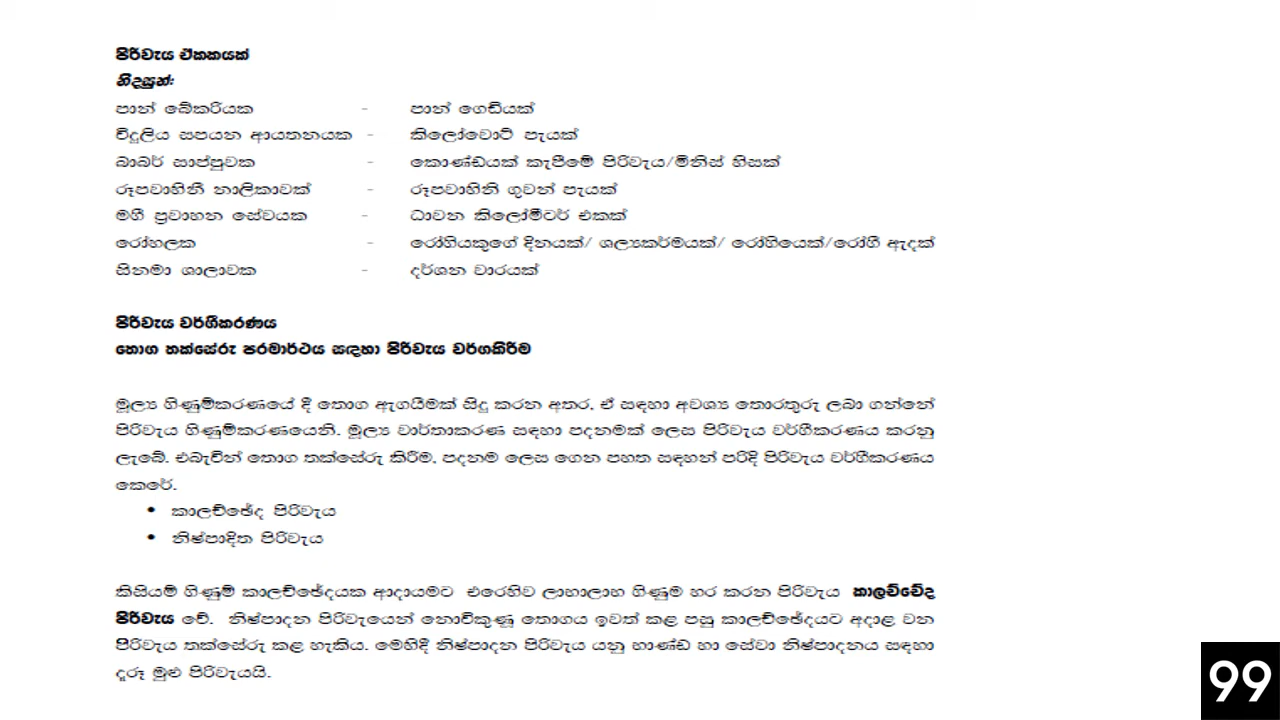 පිරිවැය ඒකකයක්
නිදසුන්:
පාන් බේකරියක - පාන් ගෙඩියක්
විදුලිය සපයන ආයතනයක - කිලෝවොට් පැයක්
බාබර් සාප්පුවක - කොණ්ඩයක් කැපීමේ පිරිවැය/මිනිස් හිසක්
රූපවාහිනී නාලිකාවක් - රූපවාහිනි ගුවන් පැයක්
මගී ප්‍රවාහන සේවයක - ධාවන කිලෝමීටර් එකක්
රෝහලක - රෝගියකුගේ දිනයක්/ ශල්‍යකර්මයක්/ රෝගියෙක්/රෝගී ඇදක්
සිනමා ශාලාවක - දර්ශන වාරයක්
පිරිවැය වර්ගීකරණය
තොග තක්සේරු පරමාර්ථය සඳහා පිරිවැය වර්ගකිරීම
මූල්‍ය ගිණුම්කරණයේ දී තොග ඇගයීමක් සිදු කරන අතර, ඒ සඳහා අවශ්‍ය තොරතුරු ලබා ගන්නේ
පිරිවැය ගිණුම්කරණයෙනි. මූල්‍ය වාර්තාකරණ සඳහා පදනමක් ලෙස පිරිවැය වර්ගීකරණය කරනු
ලැබේ. එබැවින් තොග තක්සේරු කිරීම, පදනම ලෙස ගෙන පහත සඳහන් පරිදි පිරිවැය වර්ගීකරණය
කෙරේ.
• කාලච්ඡේද පිරිවැය
• නිෂ්පාදිත පිරිවැය
කිසියම් ගිණුම් කාලච්ඡේදයක ආදායමට එරෙහිව ලාභාලාභ ගිණුම හර කරන පිරිවැය කාලච්චේද
පිරිවැය වේ. නිෂ්පාදන පිරිවැයෙන් නොවිකුණූ තොගය ඉවත් කළ පසු කාලච්ඡේදයට අදාළ වන
පිරිවැය තක්සේරු කළ හැකිය. මෙහිදී නිෂ්පාදන පිරිවැය යනු භාණ්ඩ හා සේවා නිෂ්පාදනය සඳහා
දැරූ මුළු පිරිවැයයි.
99